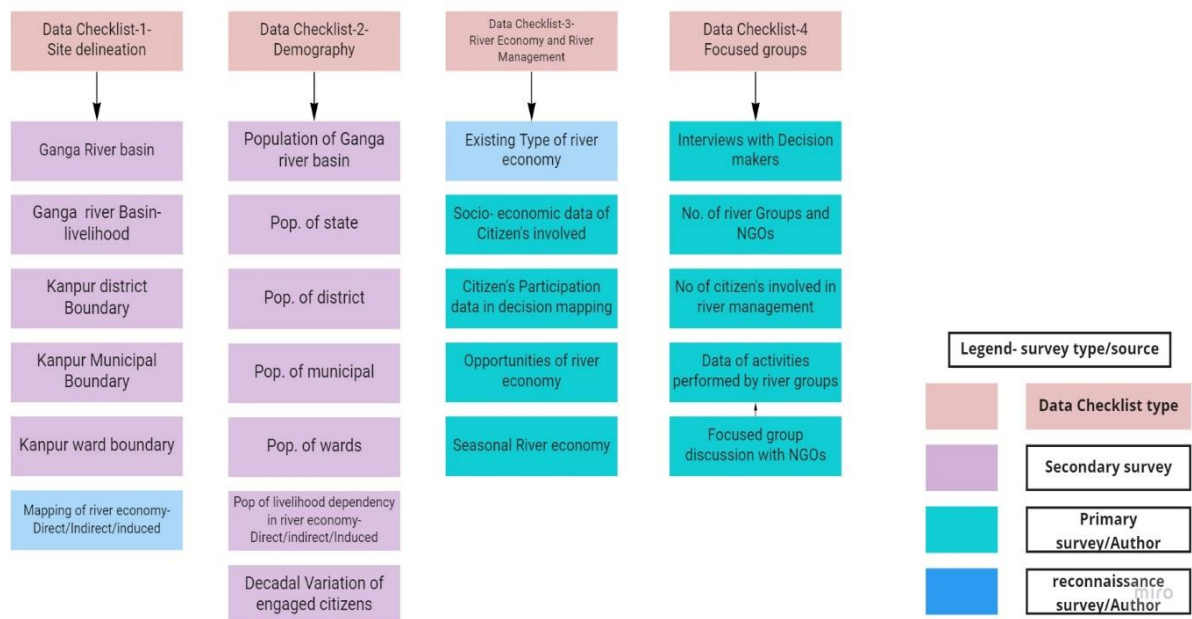 Data Checklist-1-
Site delineation
Ganga River basin
Ganga river Basin-
livelihood
Kanpur district
Boundary
Kanpur Municipal
Boundary
Kanpur ward boundary
Mapping of river economy-
Direct/Indirect/induced
Data Checklist-2-
Demography
Population of Ganga
river basin
Pop. of state
Pop. of district
Pop. of municipal
Pop. of wards
Pop of livelihood dependency
in river economy-
Direct/indirect/Induced
Decadal Variation of
engaged citizens
Data Checklist-3-
River Economy and River
Management
Existing Type of river
economy
Socio- economic data of
Citizen's involved
Citizen's Participation
data in decision mapping
Opportunities of river
economy
Seasonal River economy
Data Checklist-4
Focused groups
Interviews with Decision
makers
No. of river Groups and
NGOs
No of citizen's involved in
river management
Data of activities
performed by river groups
Focused group
discussion with NGOs
Legend- survey type/source
Data Checklist type
Secondary survey
Primary
survey/Author
reconnaissance
survey/Author
miro